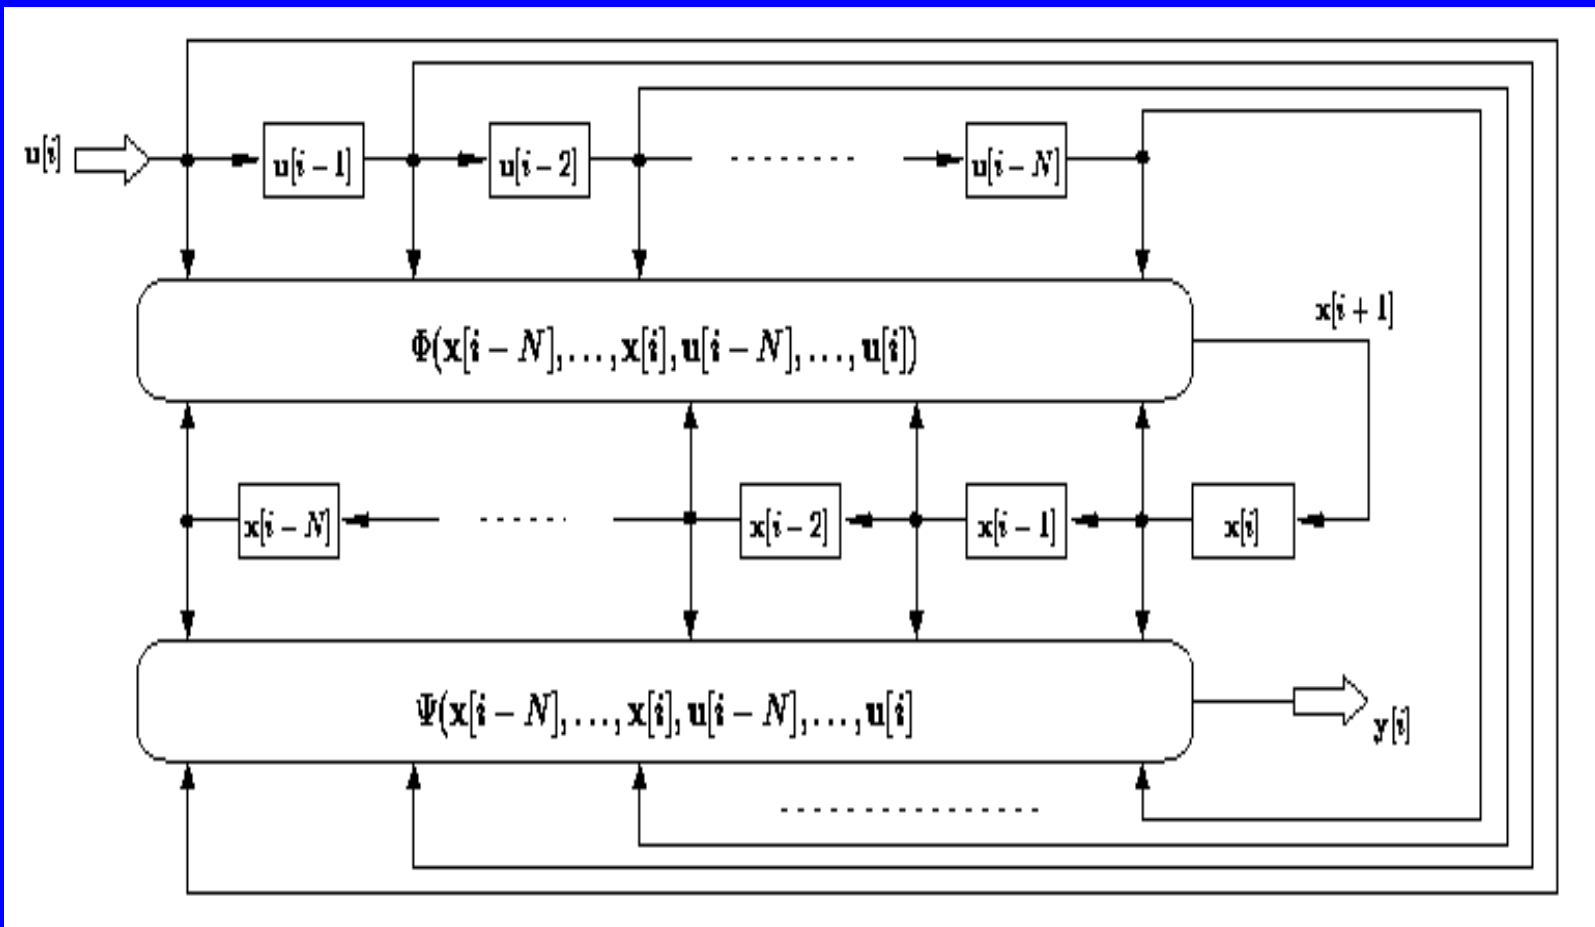 u[i]
u[i − 1]
u[i − 2]
u[i − N]
x[i + 1]
Φ(x[i − N], …, x[i], u[i − N], …, u[i])
x[i − N]
x[i − 2]
x[i − 1]
x[i]
Ψ(x[i − N], …, x[i], u[i − N], …, u[i]
y[i]